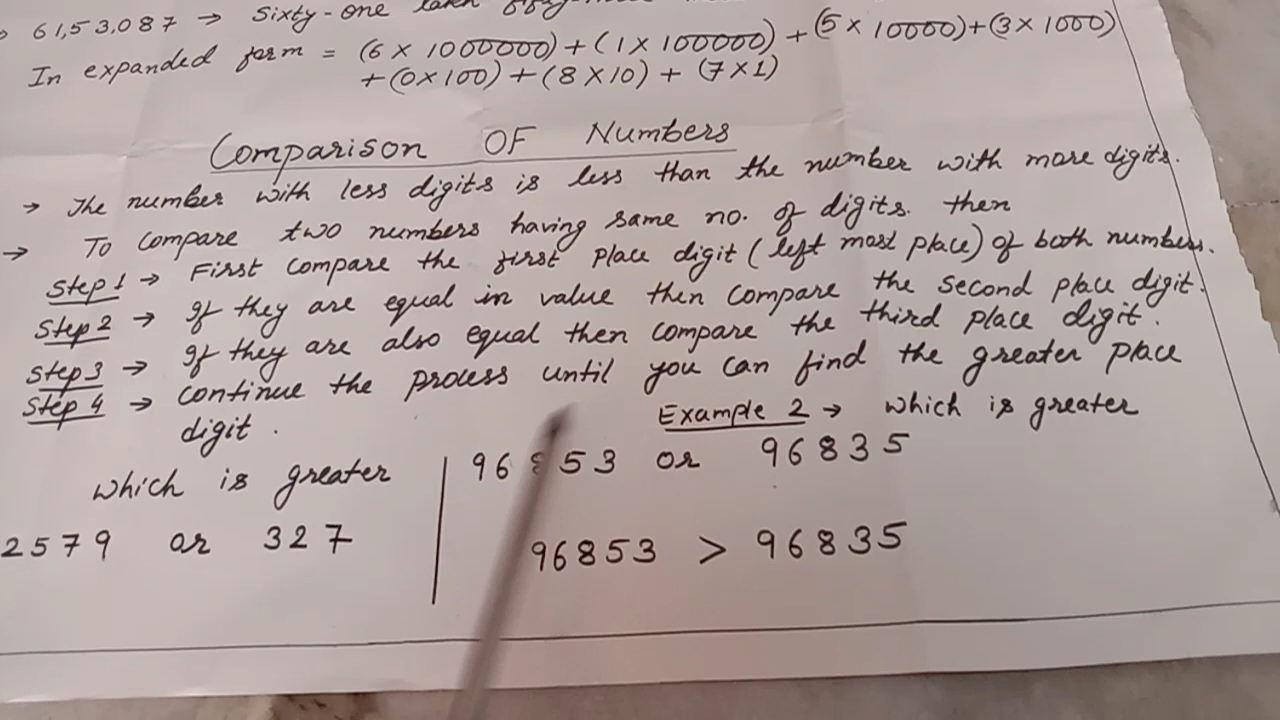 61,53,087 → Sixty-one lakh
In expanded form = (6 × 1000000) + (1 × 100000) + (5 × 10000) + (3 × 1000)
+ (0×100) + (8 × 10) + (7 × 1)
Comparison OF Numbers
→ The number with less digits is less than the number with more digits.
→ To compare two numbers having same no. of digits. then
Step 1 → First compare the first place digit (left most place) of both numbers.
Step 2 → If they are equal in value then compare the second place digit.
Step 3 → If they are also equal then compare the third place digit.
Step 4 → continue the process until you can find the greater place
digit.
Example 2 → which is greater
96853 or 96835
96853 > 96835
which is greater
2579 or 327